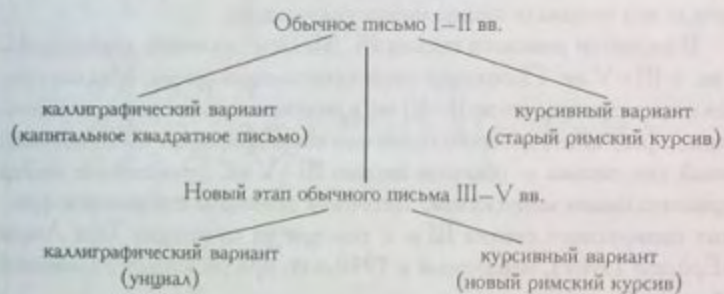 Обычное письмо I–II вв.
каллиграфический вариант курсивный вариант
(капитальное квадратное письмо) (старый римский курсив)
Новый этап обычного письма III–V вв.
каллиграфический вариант курсивный вариант
(унциал) (новый римский курсив)